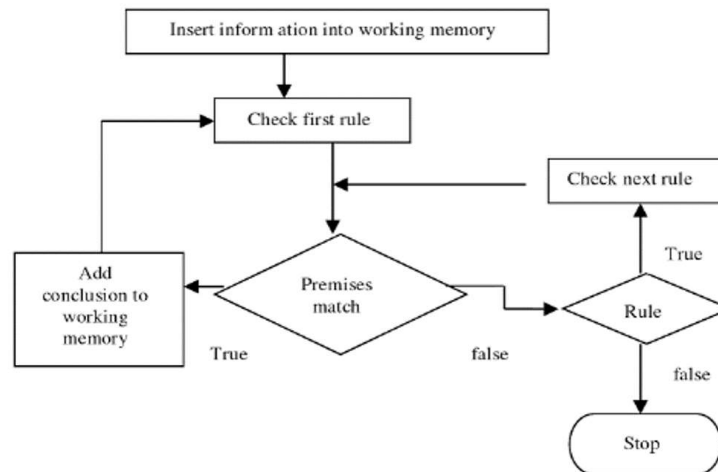 Insert inform ation into working memory
Check first rule
Check next rule
Add
conclusion to
working
memory
Premises
match
True
Rule
True
false
false
Stop